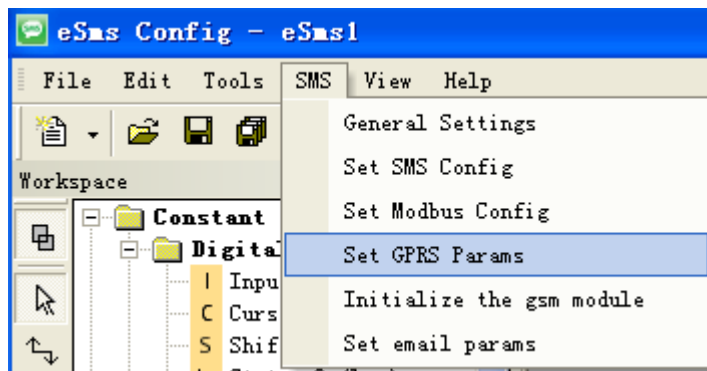 eSms Config - eSms1
File Edit Tools SMS View Help
General Settings
Set SMS Config
Workspace
Set Modbus Config
Constant
Digital
Set GPRS Params
I Inpu
Initialize the gsm module
C Curs
S Shif
Set email params